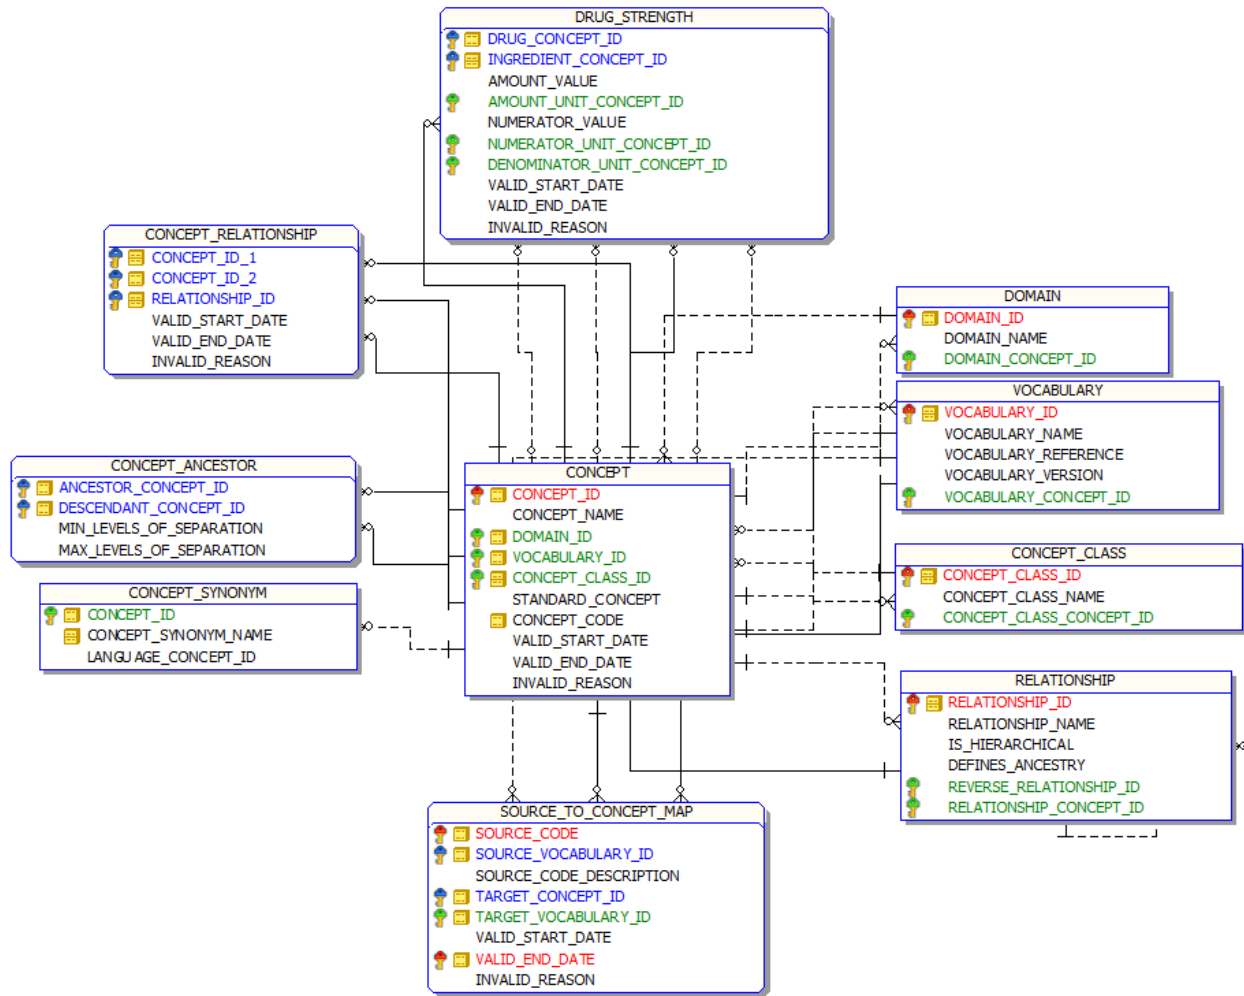 DRUG_STRENGTH
DRUG_CONCEPT_ID
INGREDIENT_CONCEPT_ID
AMOUNT_VALUE
AMOUNT_UNIT_CONCEPT_ID
NUMERATOR_VALUE
NUMERATOR_UNIT_CONCEPT_ID
DENOMINATOR_UNIT_CONCEPT_ID
VALID_START_DATE
VALID_END_DATE
INVALID_REASON
CONCEPT_RELATIONSHIP
CONCEPT_ID_1
CONCEPT_ID_2
RELATIONSHIP_ID
VALID_START_DATE
VALID_END_DATE
INVALID_REASON
DOMAIN
DOMAIN_ID
DOMAIN_NAME
DOMAIN_CONCEPT_ID
VOCABULARY
VOCABULARY_ID
VOCABULARY_NAME
VOCABULARY_REFERENCE
VOCABULARY_VERSION
VOCABULARY_CONCEPT_ID
CONCEPT_ANCESTOR
ANCESTOR_CONCEPT_ID
DESCENDANT_CONCEPT_ID
MIN_LEVELS_OF_SEPARATION
MAX_LEVELS_OF_SEPARATION
CONCEPT
CONCEPT_ID
CONCEPT_NAME
DOMAIN_ID
VOCABULARY_ID
CONCEPT_CLASS_ID
STANDARD_CONCEPT
CONCEPT_CODE
VALID_START_DATE
VALID_END_DATE
INVALID_REASON
CONCEPT_CLASS
CONCEPT_CLASS_ID
CONCEPT_CLASS_NAME
CONCEPT_CLASS_CONCEPT_ID
CONCEPT_SYNONYM
CONCEPT_ID
CONCEPT_SYNONYM_NAME
LANGUAGE_CONCEPT_ID
RELATIONSHIP
RELATIONSHIP_ID
RELATIONSHIP_NAME
IS_HIERARCHICAL
DEFINES_ANCESTRY
REVERSE_RELATIONSHIP_ID
RELATIONSHIP_CONCEPT_ID
SOURCE_TO_CONCEPT_MAP
SOURCE_CODE
SOURCE_VOCABULARY_ID
SOURCE_CODE_DESCRIPTION
TARGET_CONCEPT_ID
TARGET_VOCABULARY_ID
VALID_START_DATE
VALID_END_DATE
INVALID_REASON